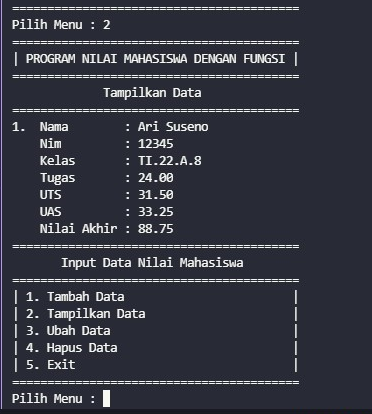 =========================================
Pilih Menu : 2
=========================================
| PROGRAM NILAI MAHASISWA DENGAN FUNGSI |
=========================================
             Tampilkan Data
=========================================
1.  Nama        : Ari Suseno
    Nim         : 12345
    Kelas       : TI.22.A.8
    Tugas       : 24.00
    UTS         : 31.50
    UAS         : 33.25
    Nilai Akhir : 88.75
=========================================
       Input Data Nilai Mahasiswa
=========================================
| 1. Tambah Data                        |
| 2. Tampilkan Data                     |
| 3. Ubah Data                          |
| 4. Hapus Data                         |
| 5. Exit                               |
=========================================
Pilih Menu :